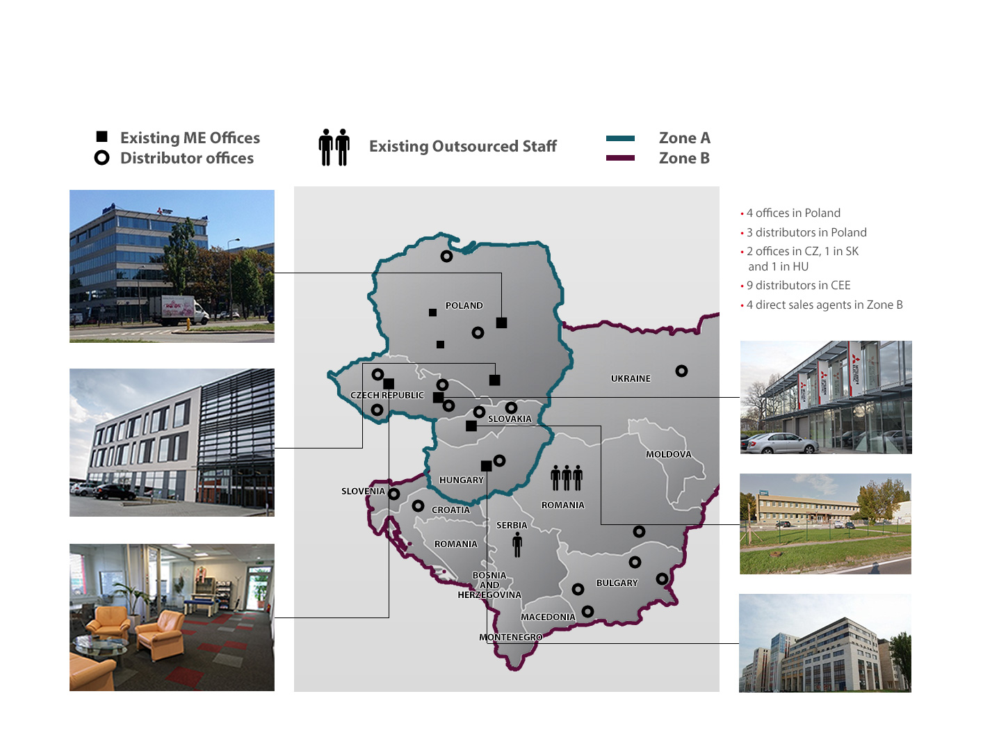 Existing ME Offices
Distributor offices
Existing Outsourced Staff
Zone A
Zone B
• 4 offices in Poland
• 3 distributors in Poland
• 2 offices in CZ, 1 in SK
and 1 in HU
• 9 distributors in CEE
• 4 direct sales agents in Zone B
POLAND
UKRAINE
CZECH REPUBLIC
SLOVAKIA
MOLDOVA
HUNGARY
SLOVENIA
ROMANIA
CROATIA
SERBIA
ROMANIA
BOSNIA
AND
HERZEGOVINA
BULGARY
MACEDONIA
MONTENEGRO